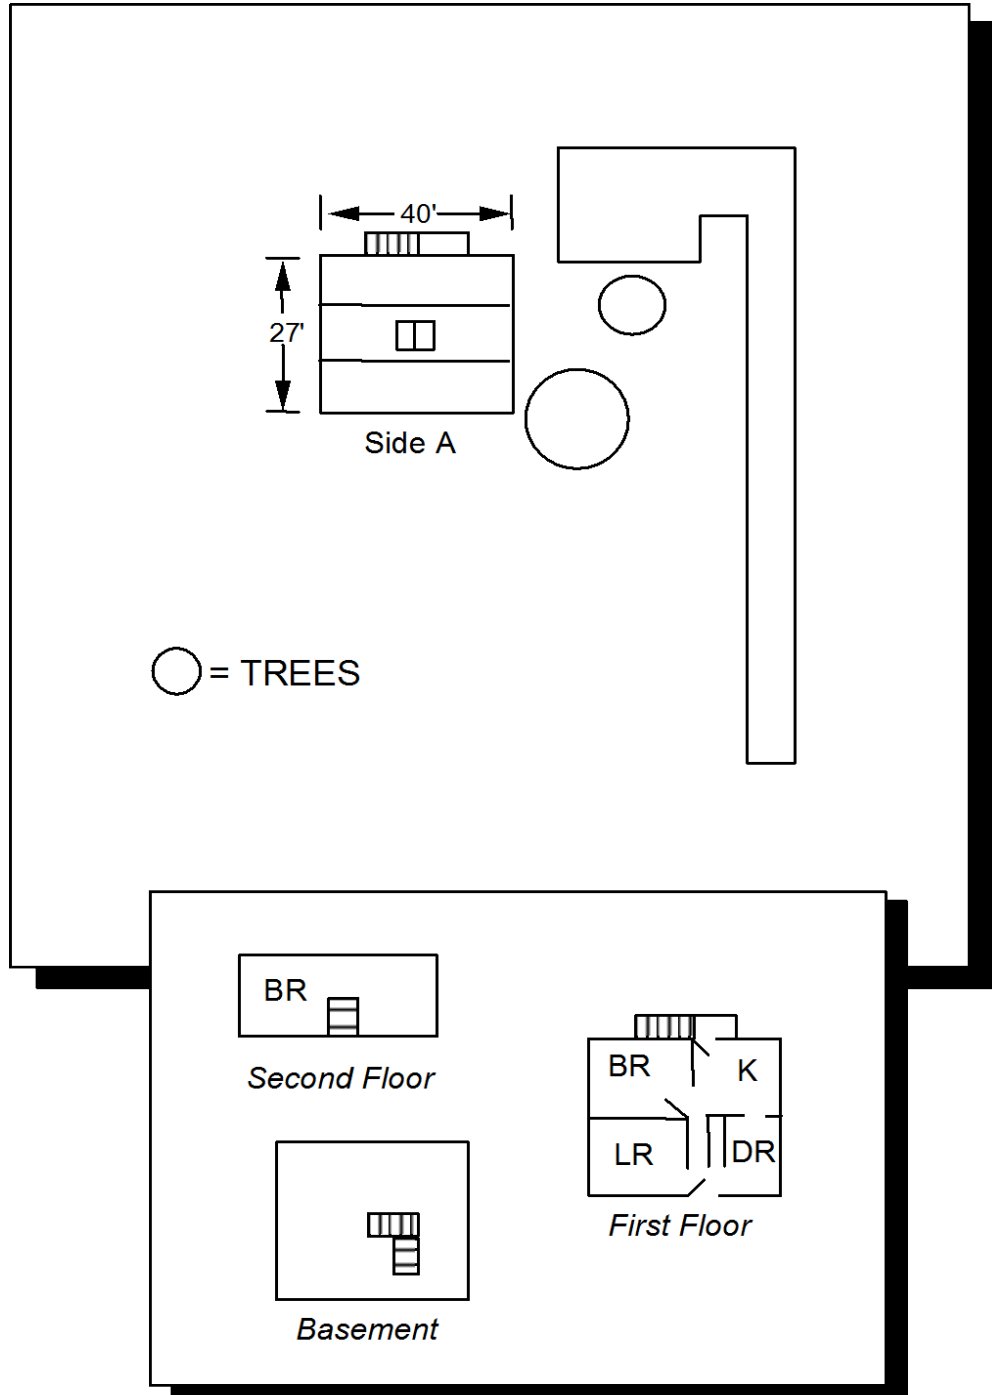 40'
27'
Side A
= TREES
BR
Second Floor
BR
K
LR
DR
First Floor
Basement